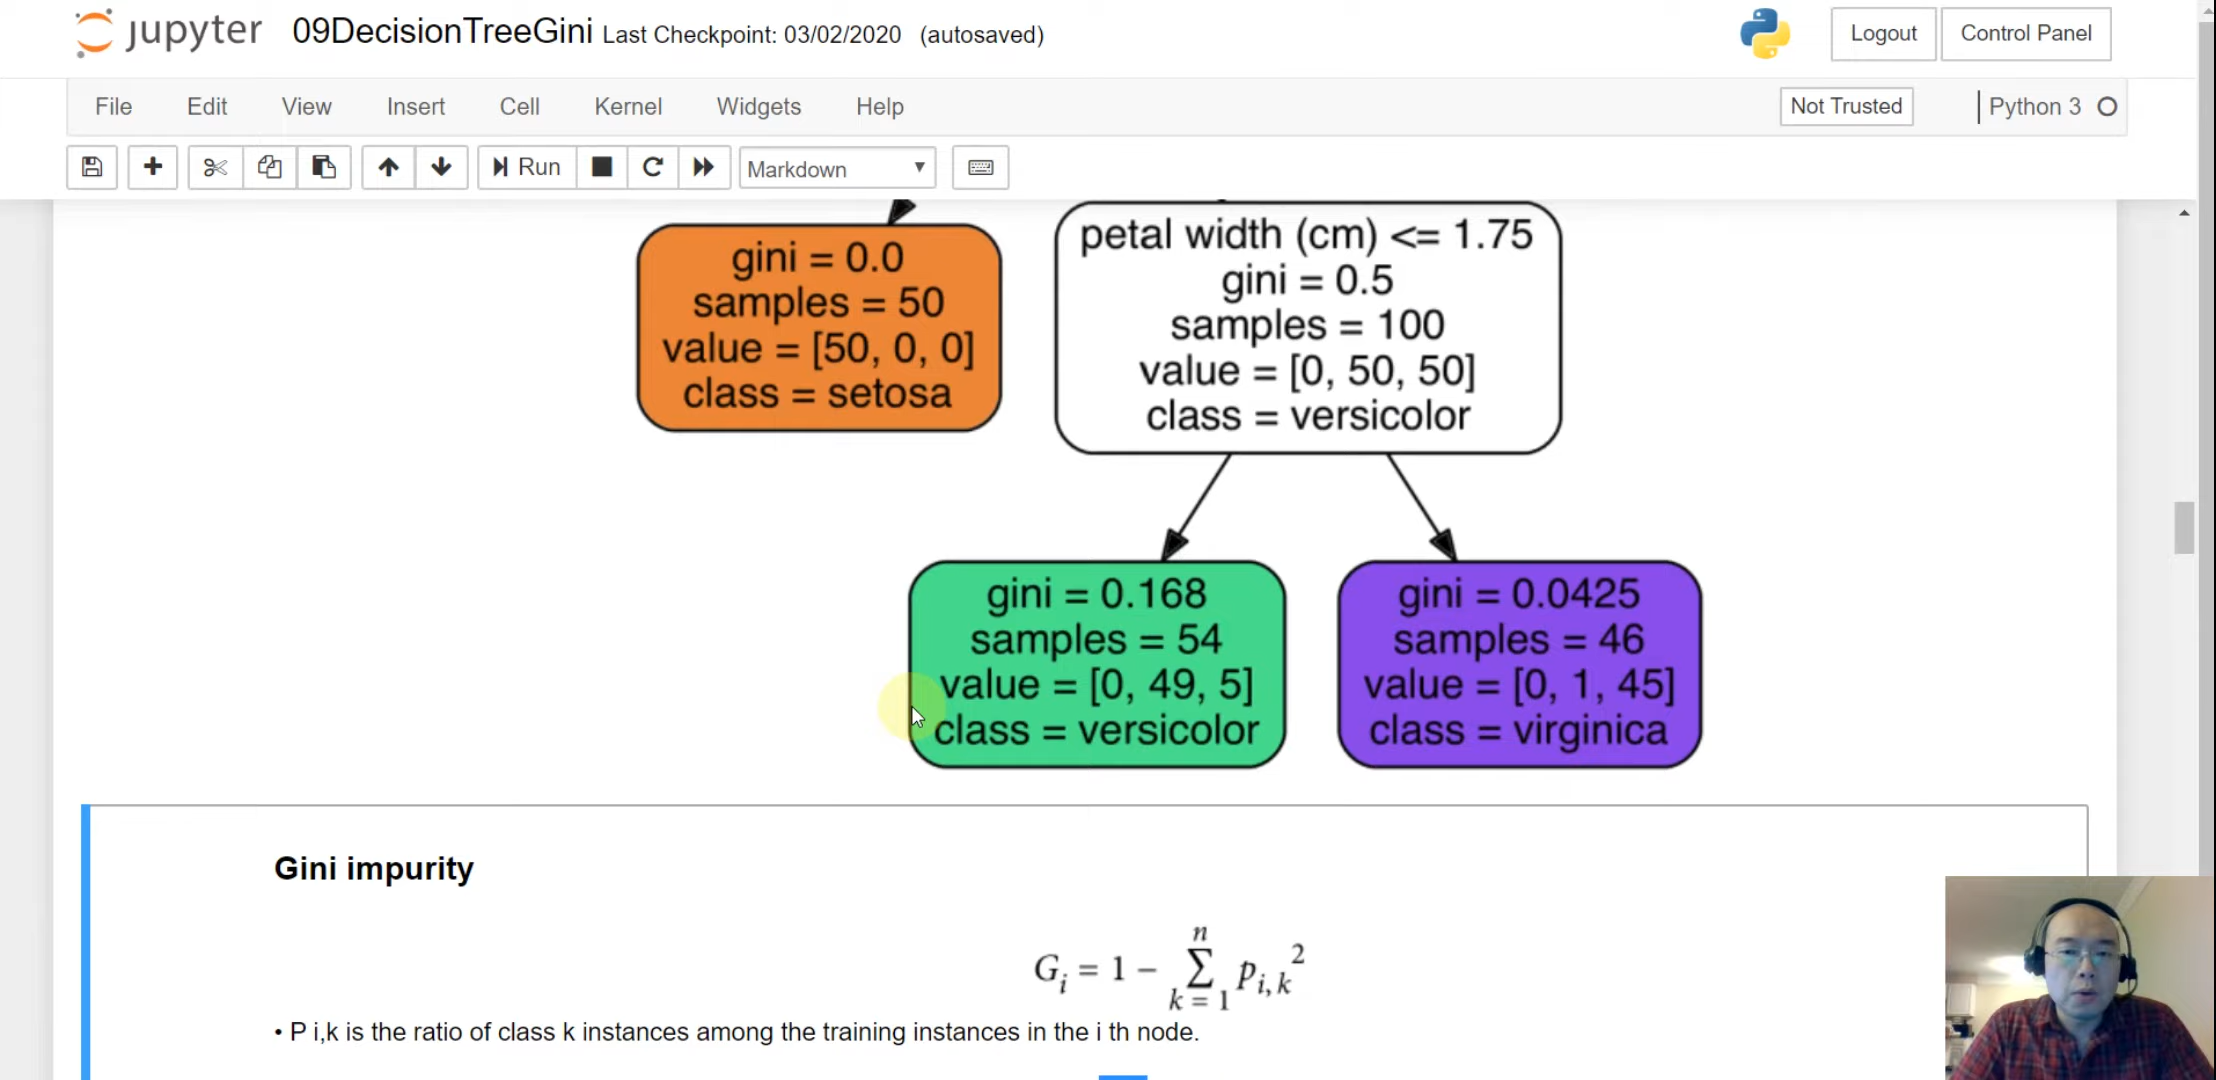 jupyter 09DecisionTreeGini Last Checkpoint: 03/02/2020 (autosaved)
Logout
Control Panel
File Edit View Insert Cell Kernel Widgets Help
Not Trusted
Python 3
Run
Markdown
gini = 0.0
samples = 50
value = [50, 0, 0]
class = setosa
petal width (cm) <= 1.75
gini = 0.5
samples = 100
value = [0, 50, 50]
class = versicolor
gini = 0.168
samples = 54
value = [0, 49, 5]
class = versicolor
gini = 0.0425
samples = 46
value = [0, 1, 45]
class = virginica
Gini impurity
G_i = 1 − ∑_{k=1}^{n} p_{i,k}^2
• P i,k is the ratio of class k instances among the training instances in the i th node.